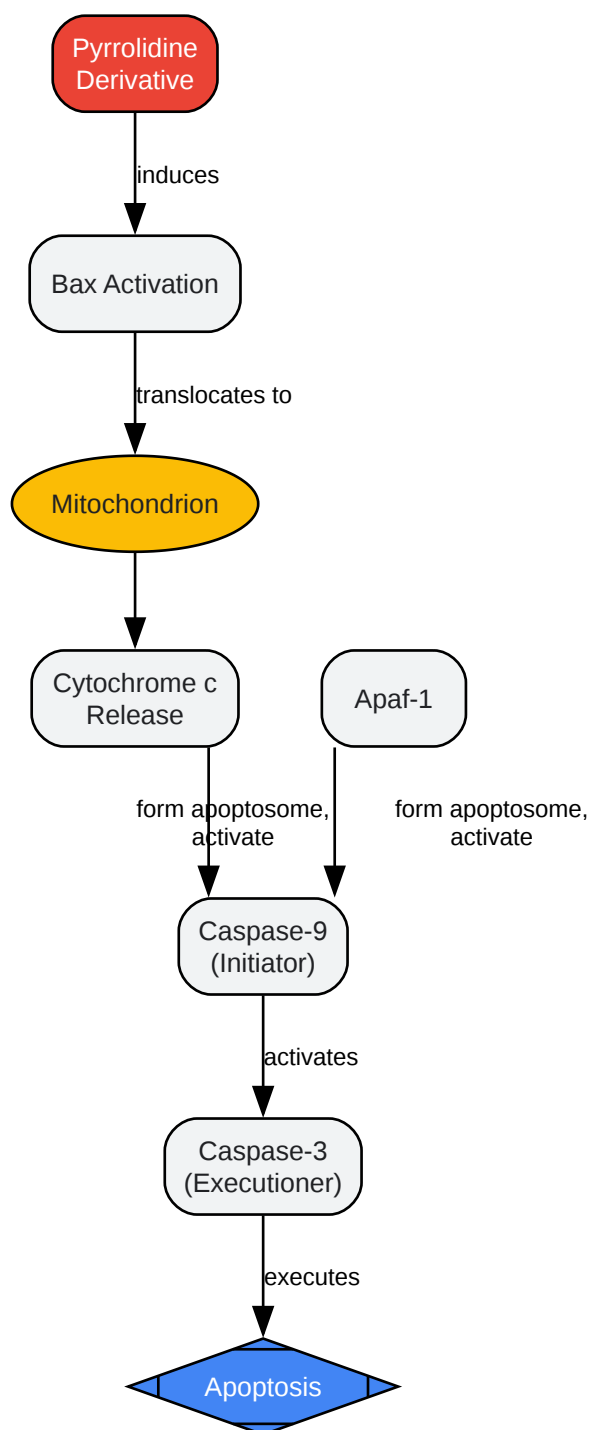 Pyrrolidine
Derivative
induces
Bax Activation
translocates to
Mitochondrion
Cytochrome c
Release
Apaf-1
form apoptosome,
activate
form apoptosome,
activate
Caspase-9
(Initiator)
activates
Caspase-3
(Executioner)
executes
Apoptosis